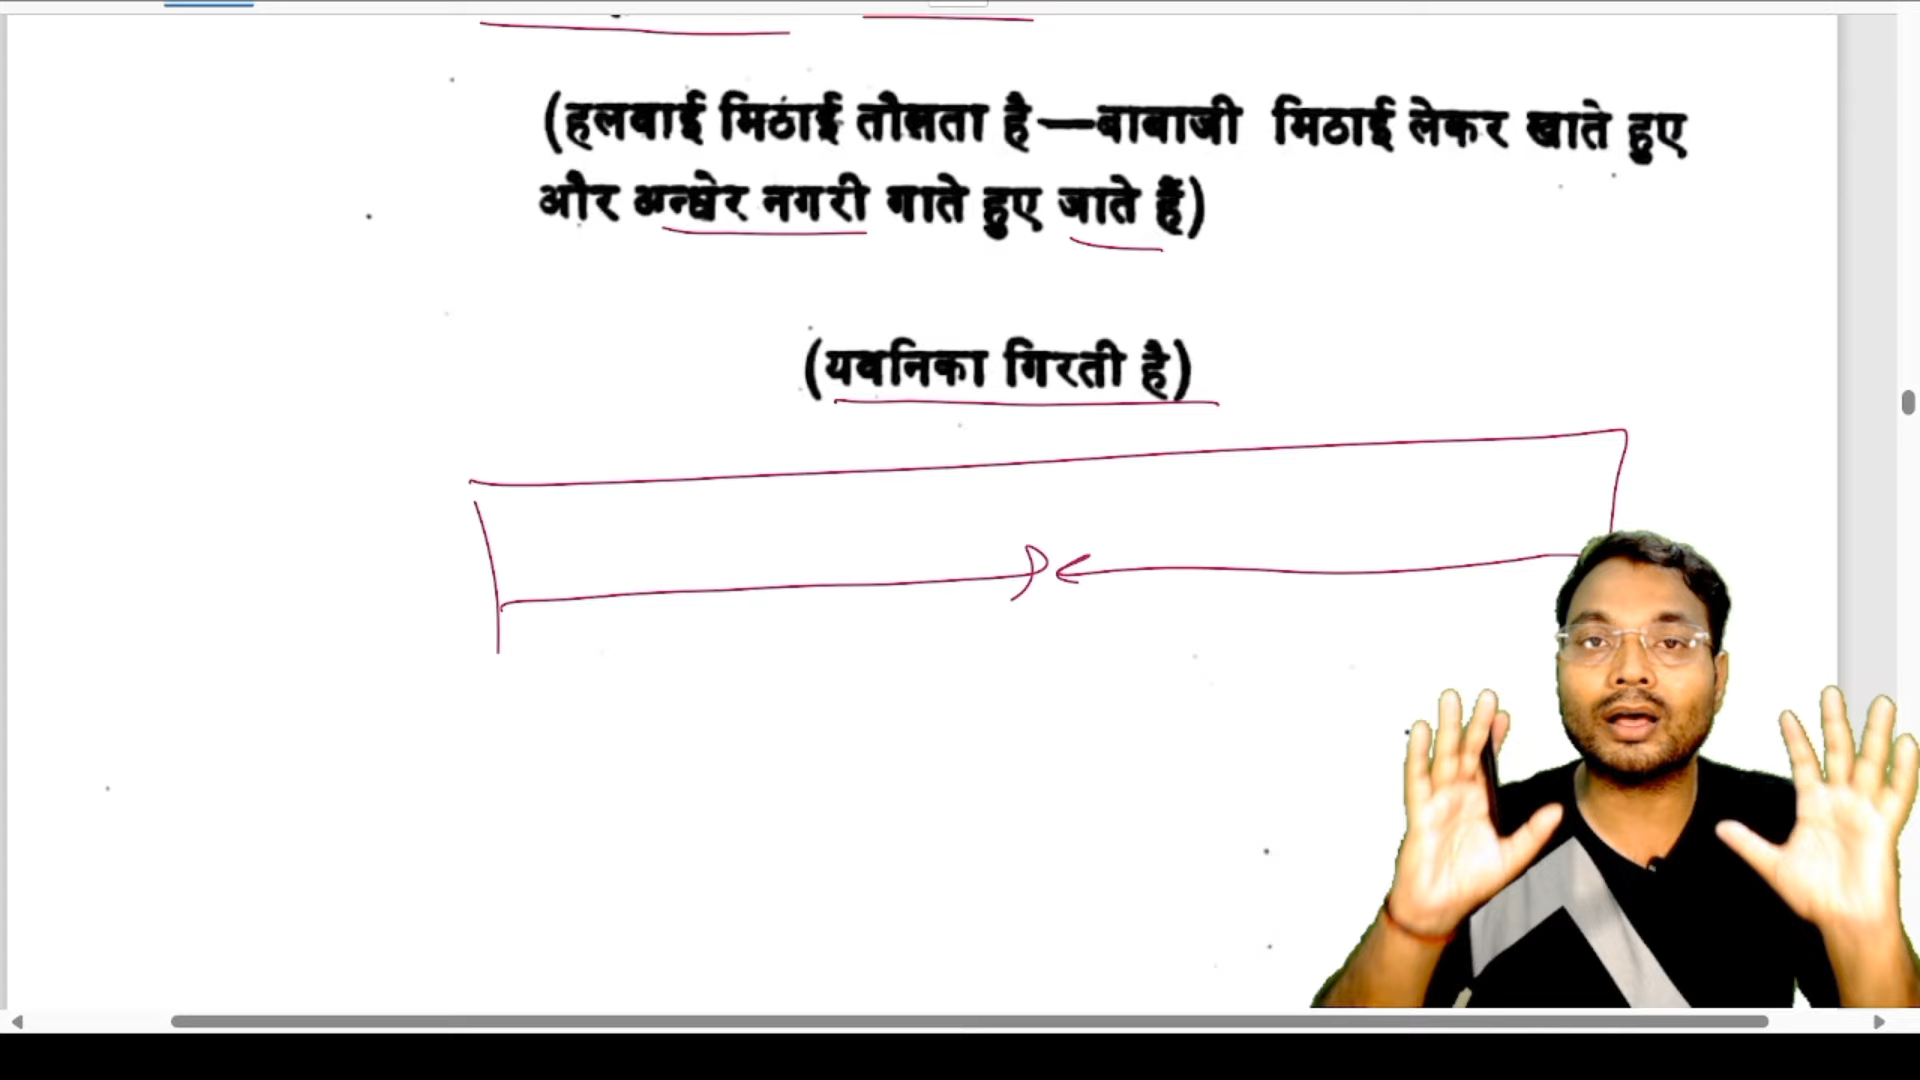 (हलवाई मिठाई तौलता है—बाबाजी मिठाई लेकर खाते हुए
और अन्धेर नगरी गाते हुए जाते हैं)
(यवनिका गिरती है)